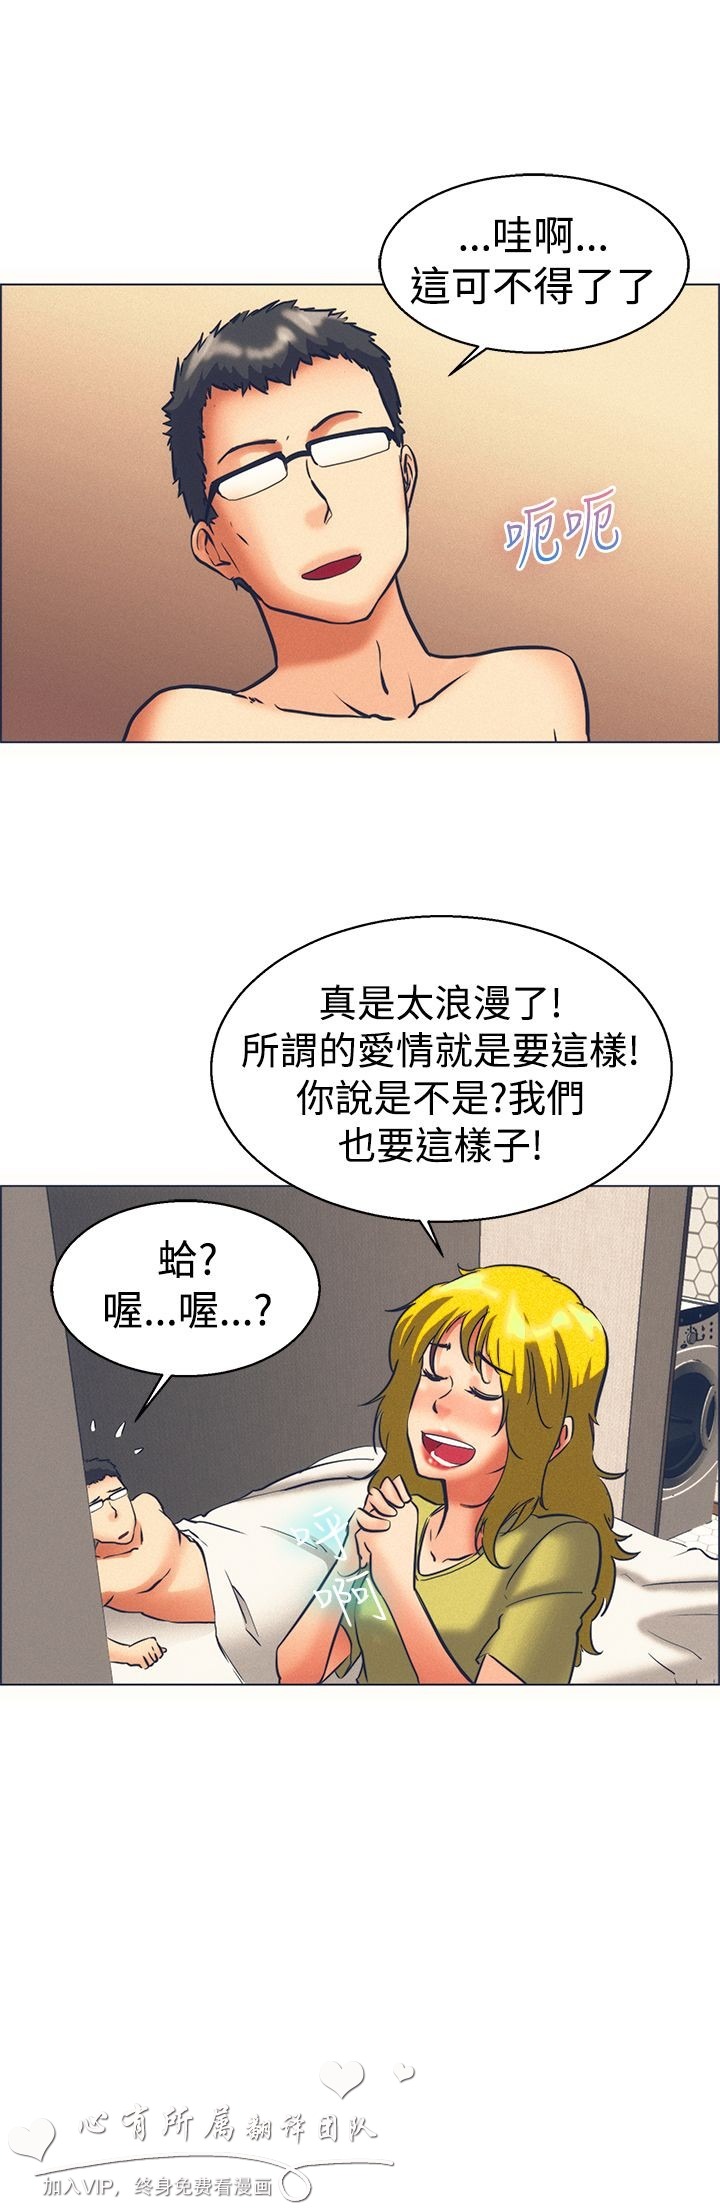 ...哇啊...
這可不得了了
呃呃
真是太浪漫了!
所謂的愛情就是要這樣!
你說是不是?我們
也要這樣子!
蛤?
喔...喔...?
呼
啊
心有所属翻译团队
加入VIP，终身免费看漫画